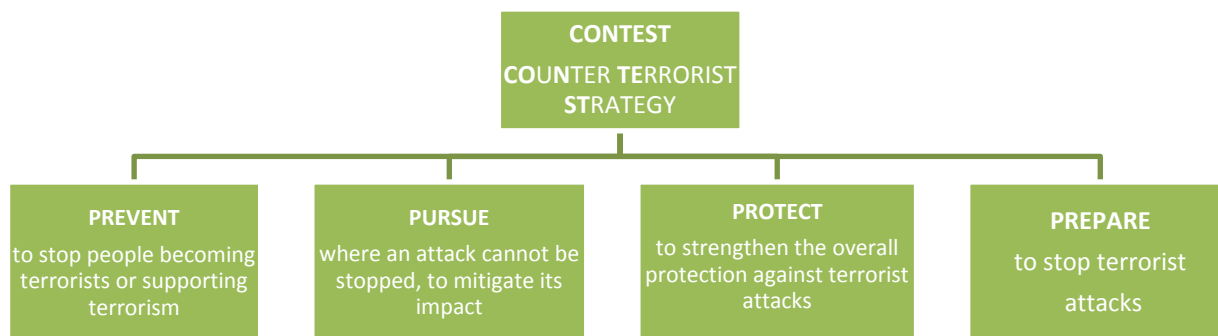 CONTEST
COUNTER TERRORIST
STRATEGY
PREVENT
to stop people becoming
terrorists or supporting
terrorism
PURSUE
where an attack cannot be
stopped, to mitigate its
impact
PROTECT
to strengthen the overall
protection against terrorist
attacks
PREPARE
to stop terrorist
attacks